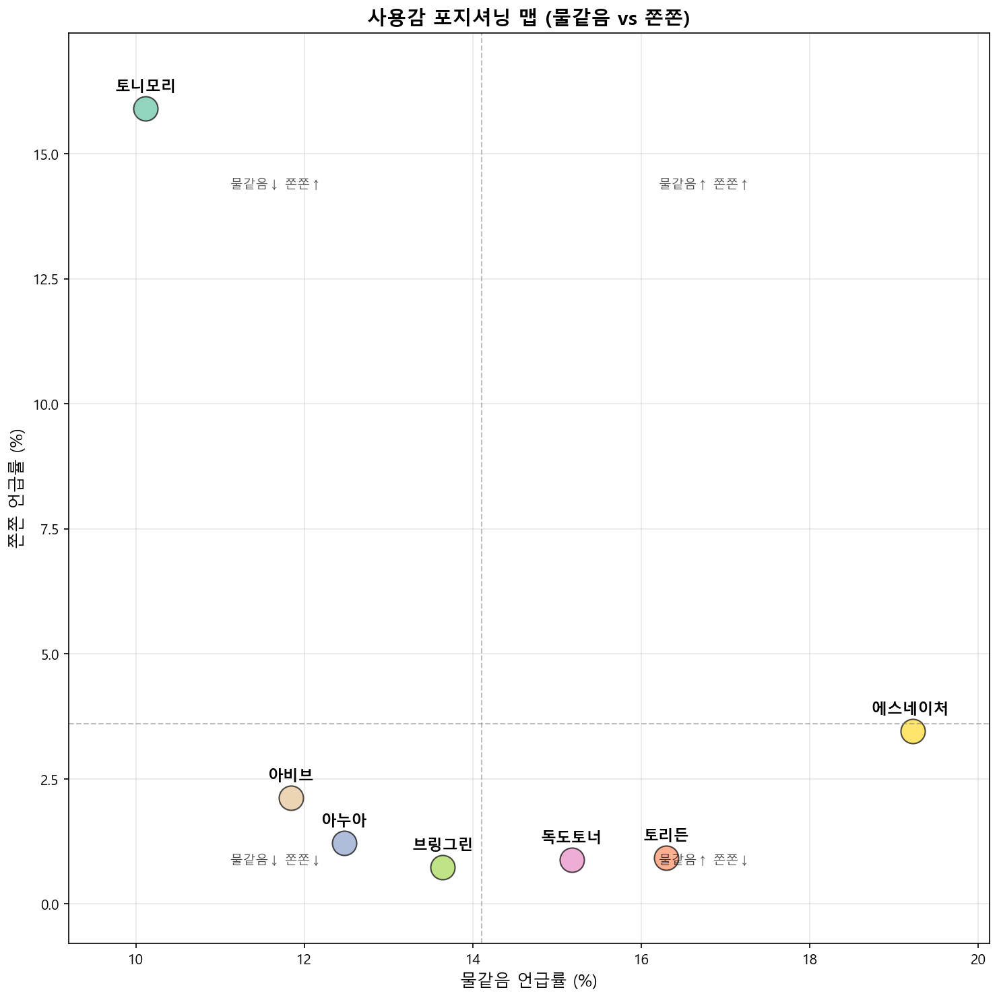 사용감 포지셔닝 맵 (물같음 vs 쫀쫀)
토니모리
15.0
물같음↓ 쫀쫀↑
물같음↑ 쫀쫀↑
12.5
10.0
쫀쫀 언급률 (%)
7.5
5.0
에스네이처
2.5
아비브
아누아
브링그린
독도토너
토리든
물같음↓ 쫀쫀↓
물같음↑ 쫀쫀↓
0.0
10 12 14 16 18 20
물같음 언급률 (%)